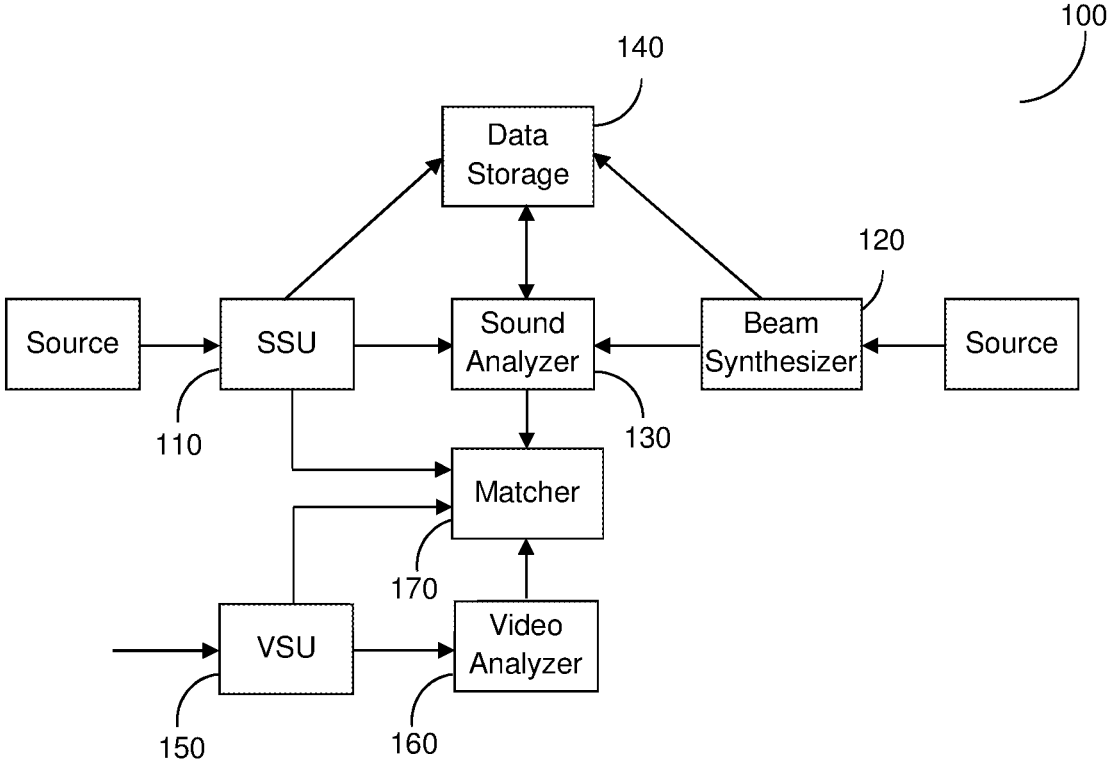 100
140
Data
Storage
120
Source
SSU
Sound
Analyzer
Beam
Synthesizer
Source
110
130
Matcher
170
VSU
Video
Analyzer
150
160